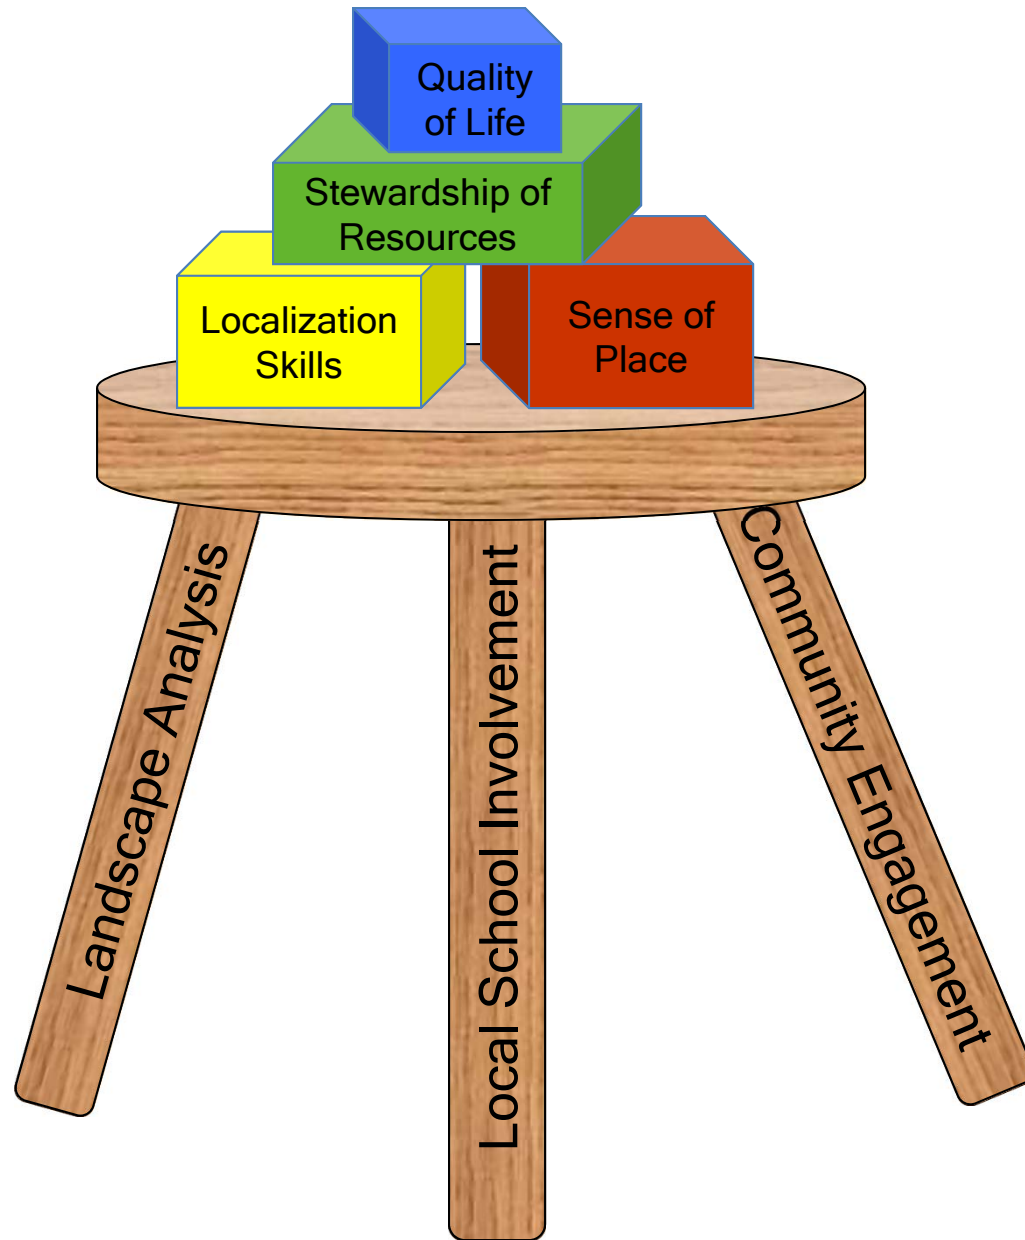 Quality
of Life
Stewardship of
Resources
Localization
Skills
Sense of
Place
Landscape Analysis
Local School Involvement
Community Engagement